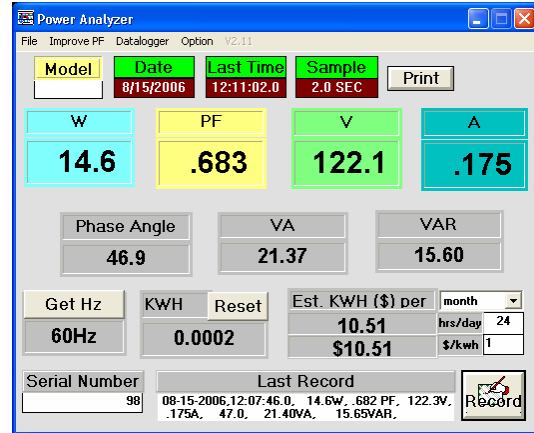 Power Analyzer
File Improve PF Datalogger Option V2.11
Model Date Last Time Sample Print
8/15/2006 12:11:02.0 2.0 SEC
W PF V A
14.6 .683 122.1 .175
Phase Angle VA VAR
46.9 21.37 15.60
Get Hz KWH Reset Est. KWH ($) per month
60Hz 0.0002 10.51 hrs/day 24
$10.51 $/kwh 1
Serial Number Last Record
98 08-15-2006,12:07:46.0, 14.6W, .682 PF, 122.3V,
.175A, 47.0, 21.40VA, 15.65VAR,
Record